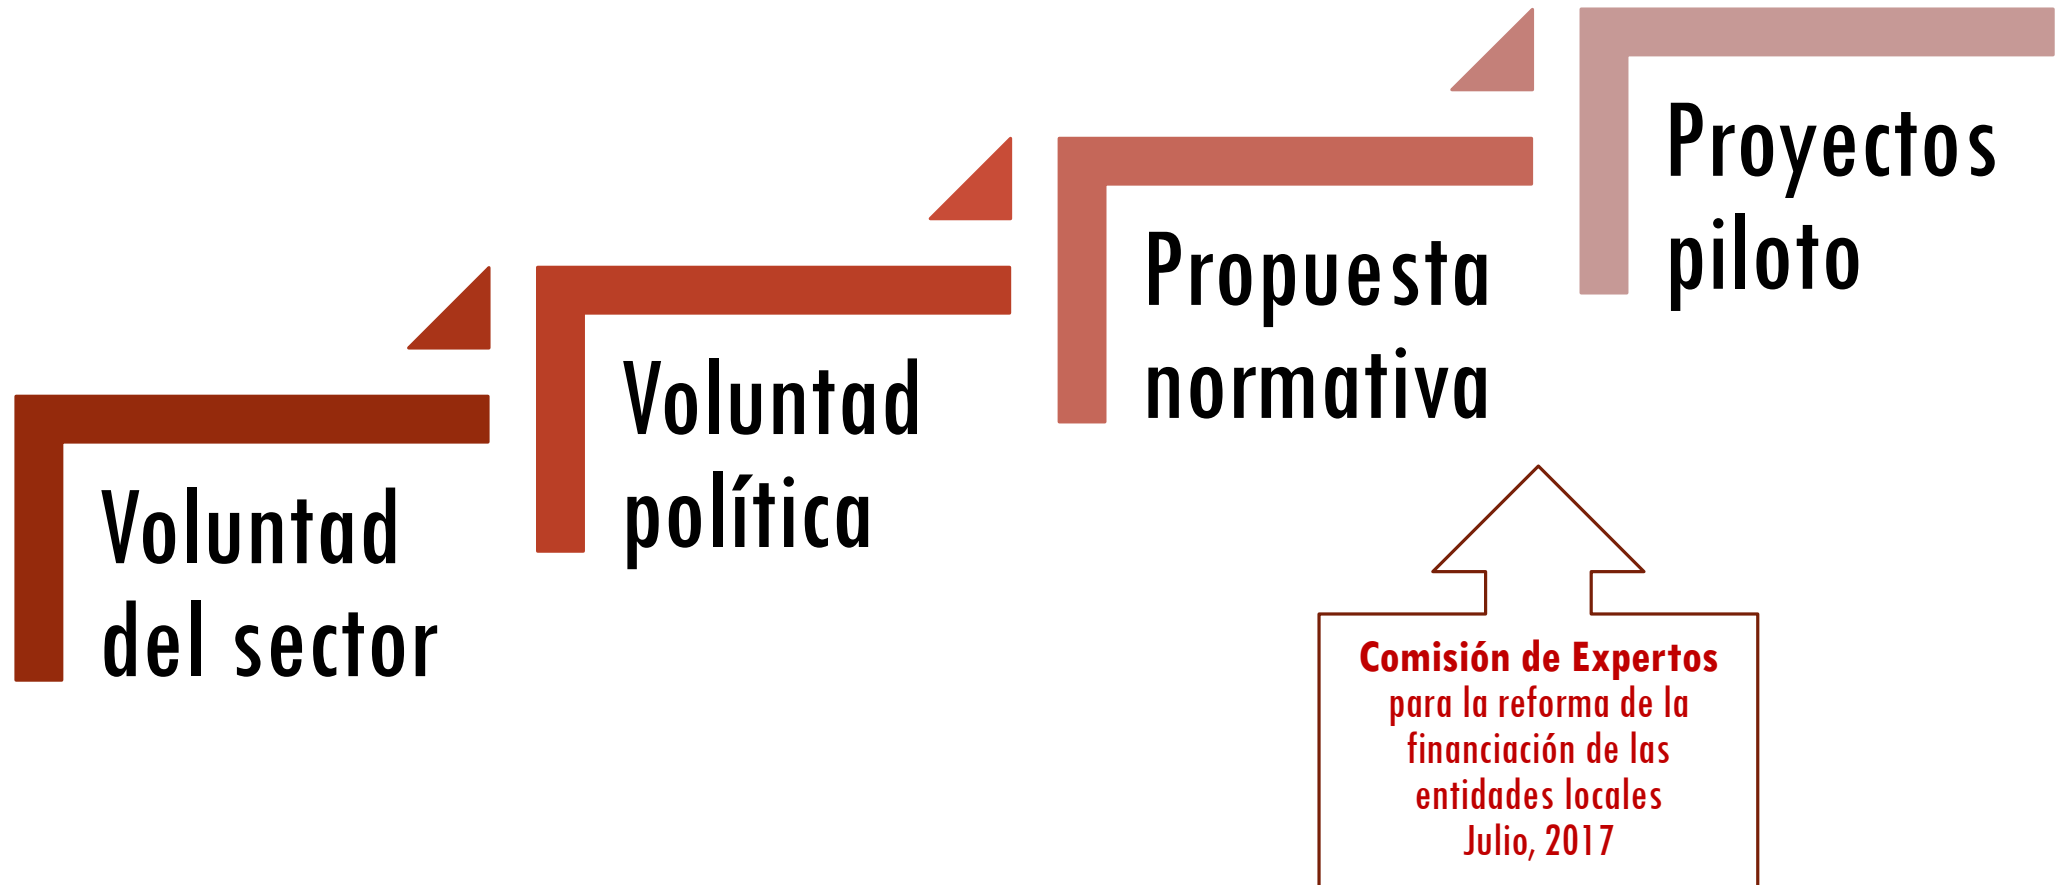 Voluntad
del sector
Voluntad
política
Propuesta
normativa
Proyectos
piloto
Comisión de Expertos
para la reforma de la
financiación de las
entidades locales
Julio, 2017